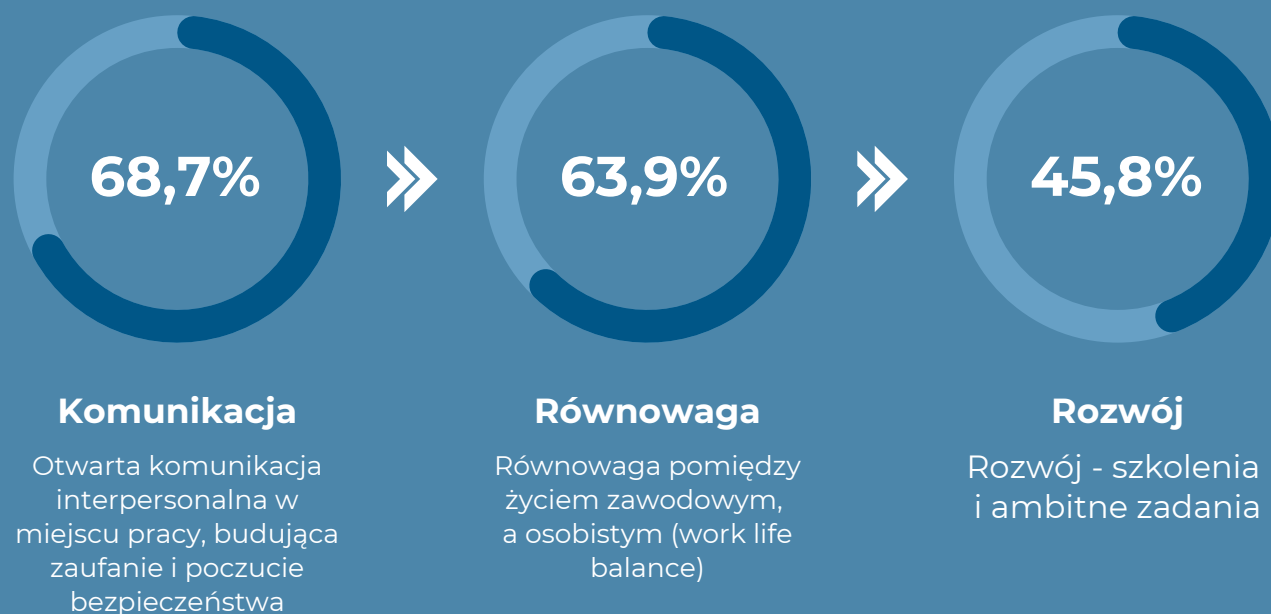 68,7%
63,9%
45,8%
Komunikacja
Otwarta komunikacja
interpersonalna w
miejscu pracy, budująca
zaufanie i poczucie
bezpieczeństwa
Równowaga
Równowaga pomiędzy
życiem zawodowym,
a osobistym (work life
balance)
Rozwój
Rozwój - szkolenia
i ambitne zadania